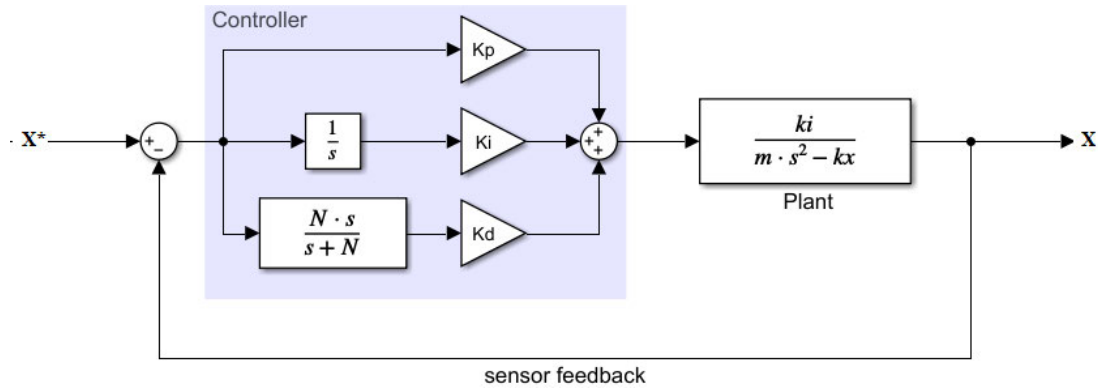 Controller
Kp
X*
+
−
1
s
Ki
+
+
+
ki
m · s² − kx
X
Plant
N · s
s + N
Kd
sensor feedback